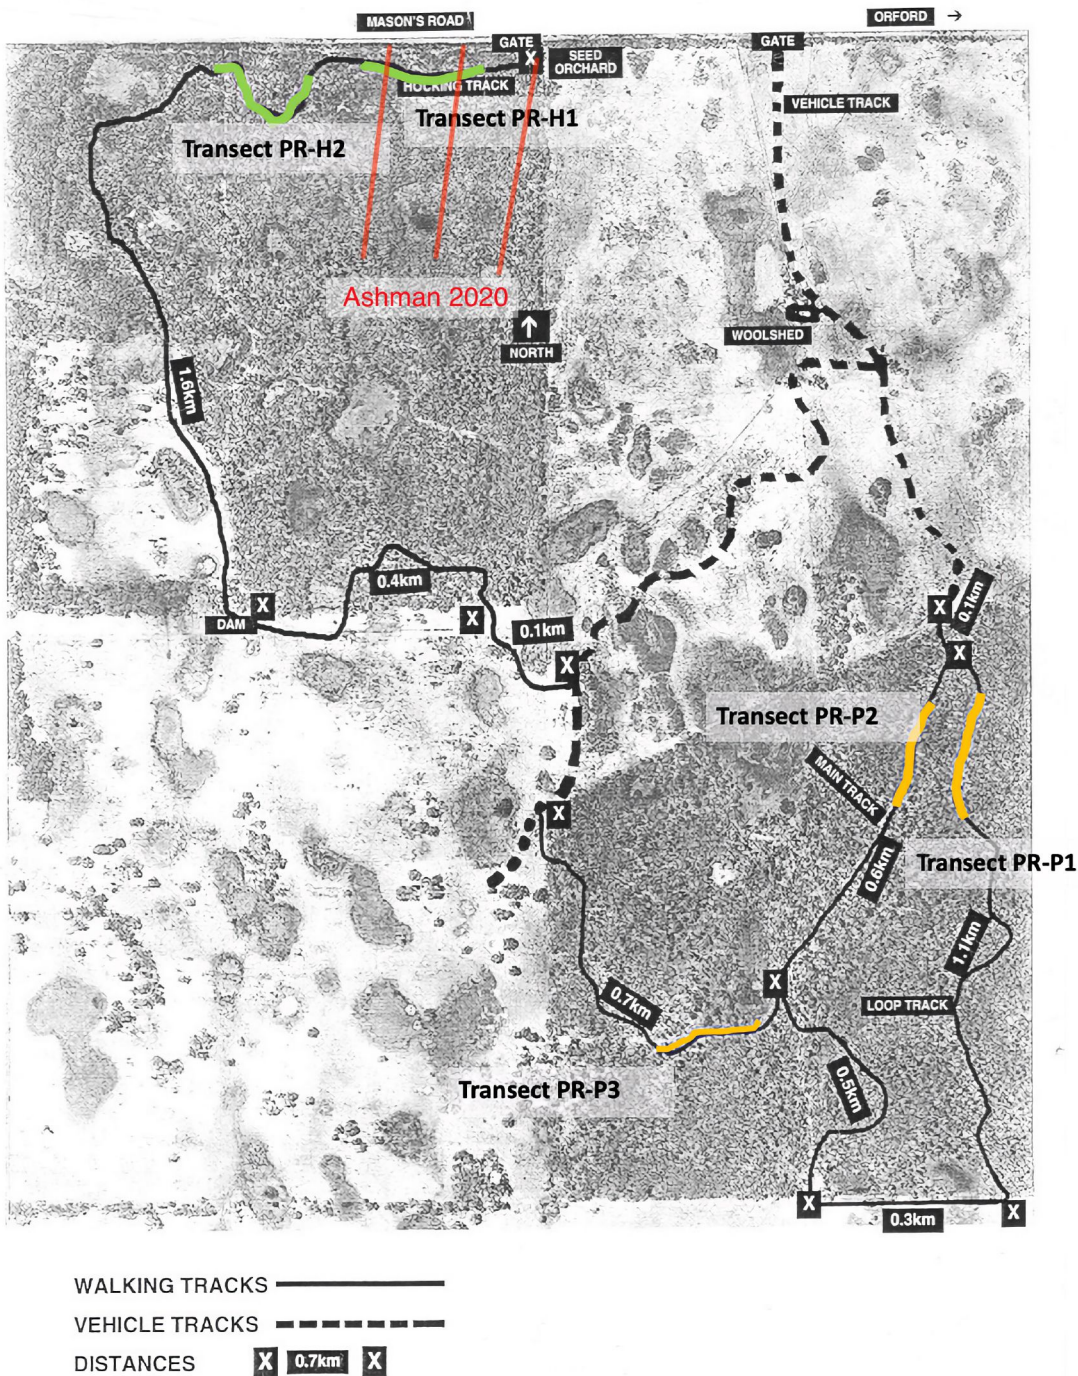 MASON'S ROAD
ORFORD →
GATE
X
SEED
ORCHARD
GATE
HOCKING TRACK
VEHICLE TRACK
Transect PR-H1
Transect PR-H2
Ashman 2020
NORTH
WOOLSHED
1.6km
0.4km
X
DAM
X
0.1km
X
X
0.1km
X
Transect PR-P2
MAIN TRACK
X
0.6km
Transect PR-P1
1.1km
X
0.7km
LOOP TRACK
Transect PR-P3
0.5km
X
0.3km
X
WALKING TRACKS
VEHICLE TRACKS
DISTANCES X 0.7km X